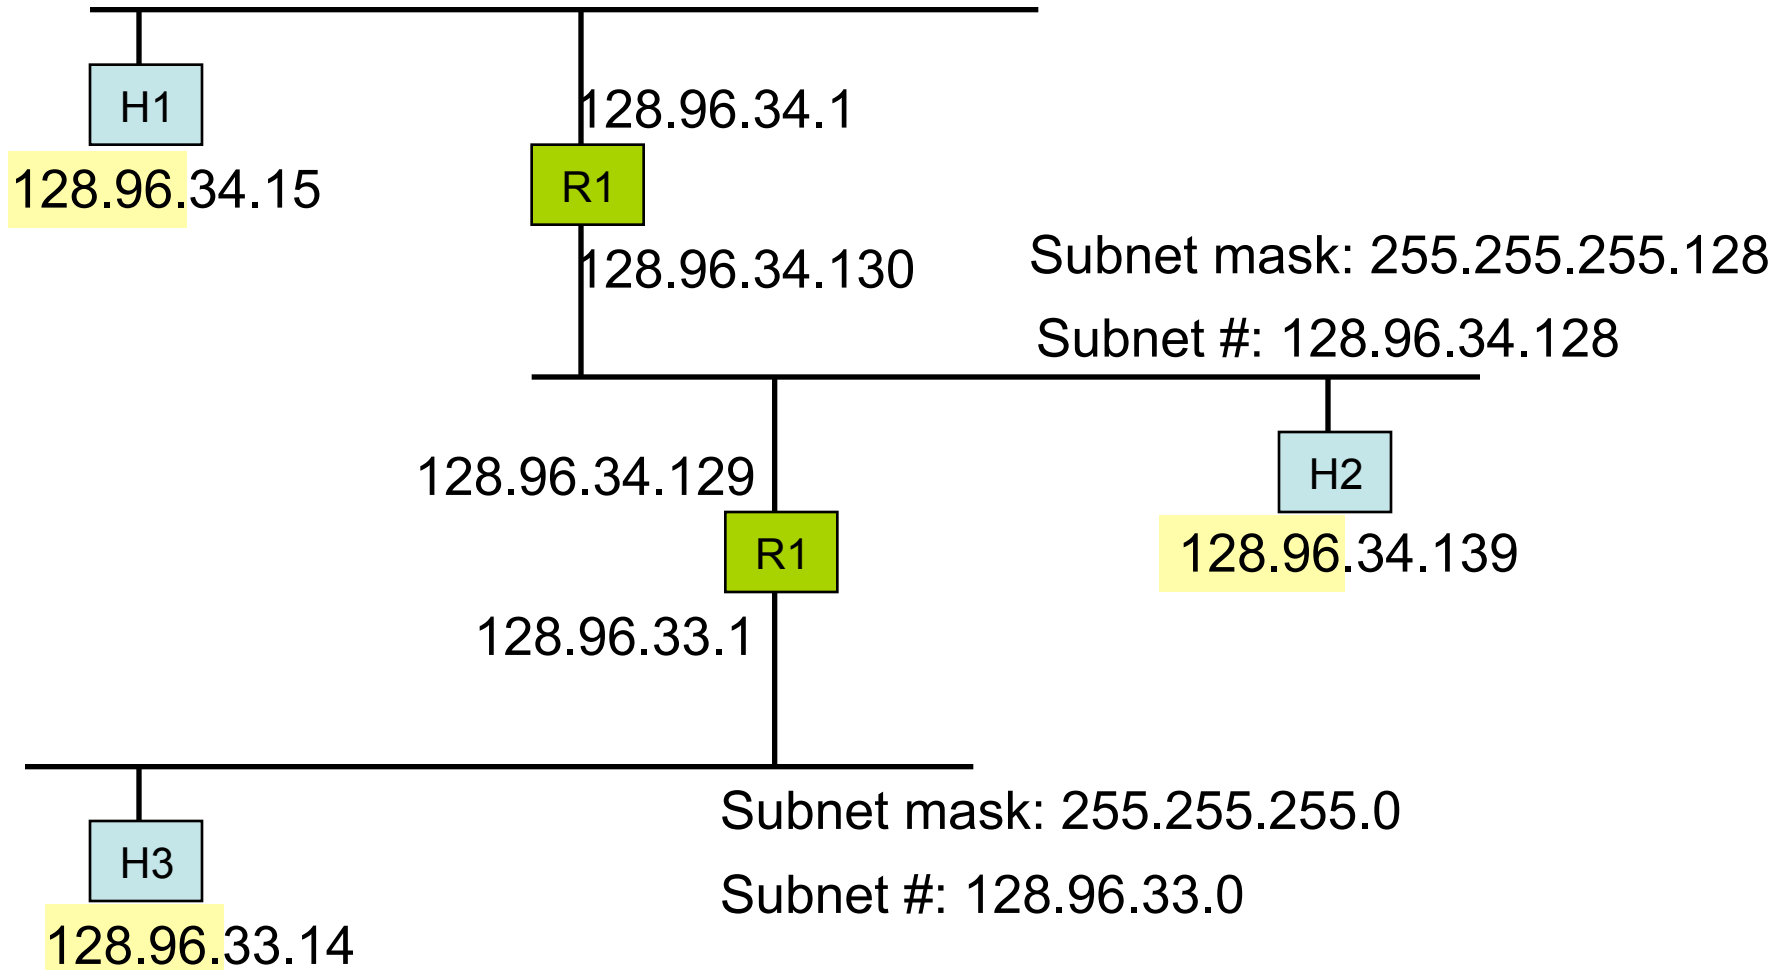 H1
128.96.34.1
128.96.34.15
R1
128.96.34.130
Subnet mask: 255.255.255.128
Subnet #: 128.96.34.128
128.96.34.129
H2
R1
128.96.34.139
128.96.33.1
Subnet mask: 255.255.255.0
H3
Subnet #: 128.96.33.0
128.96.33.14